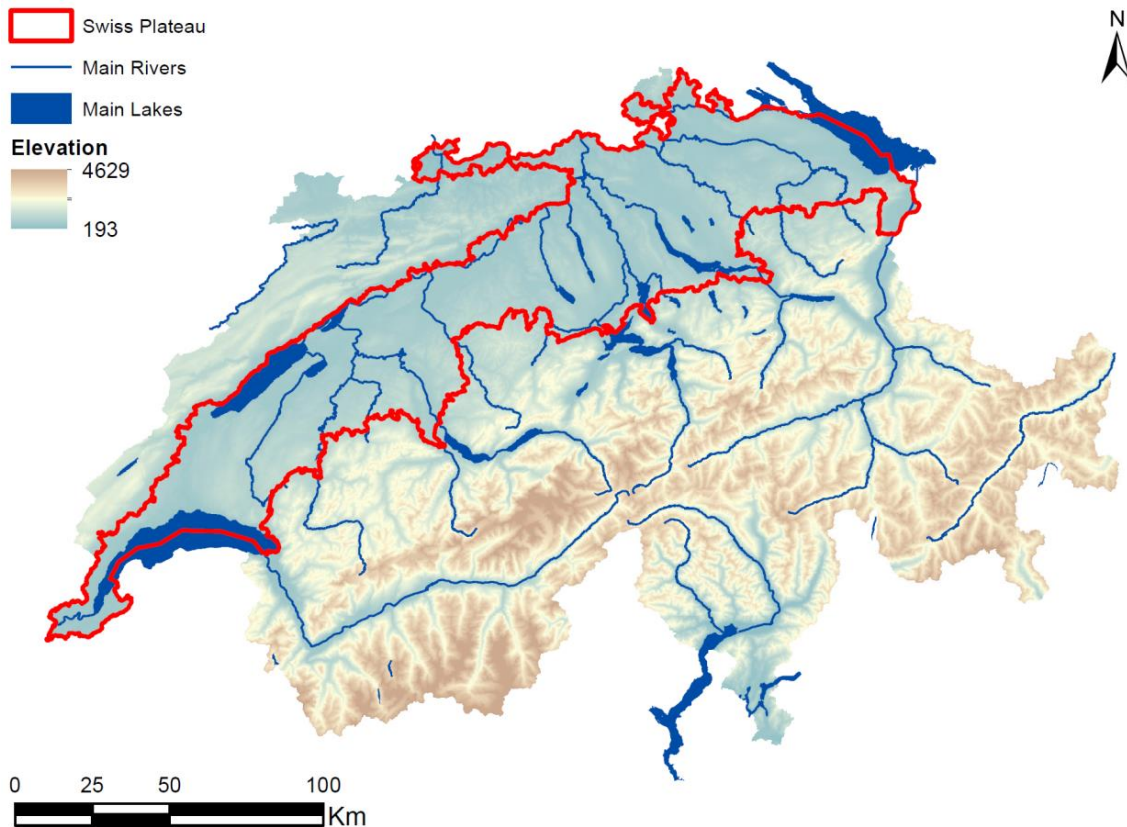 Swiss Plateau
Main Rivers
Main Lakes
Elevation
4629
193
N
0 25 50 100
Km